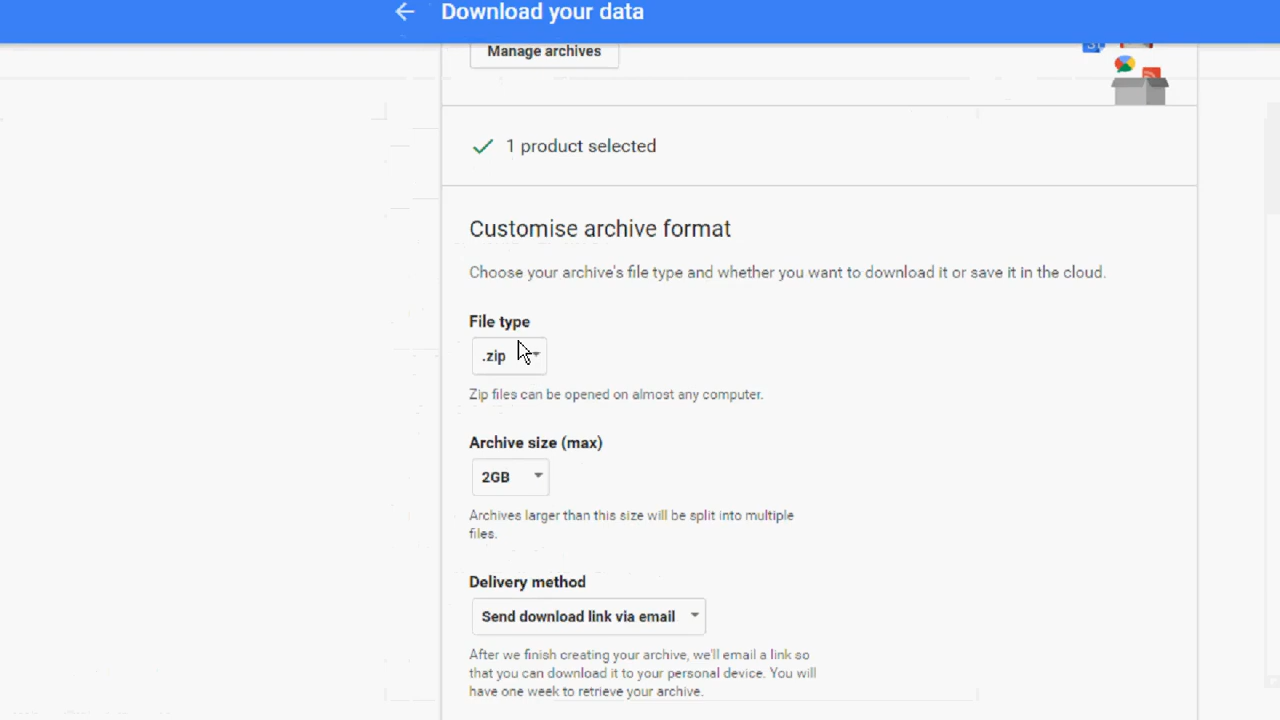 Download your data
Manage archives
1 product selected
Customise archive format
Choose your archive's file type and whether you want to download it or save it in the cloud.
File type
.zip
Zip files can be opened on almost any computer.
Archive size (max)
2GB
Archives larger than this size will be split into multiple
files.
Delivery method
Send download link via email
After we finish creating your archive, we'll email a link so
that you can download it to your personal device. You will
have one week to retrieve your archive.